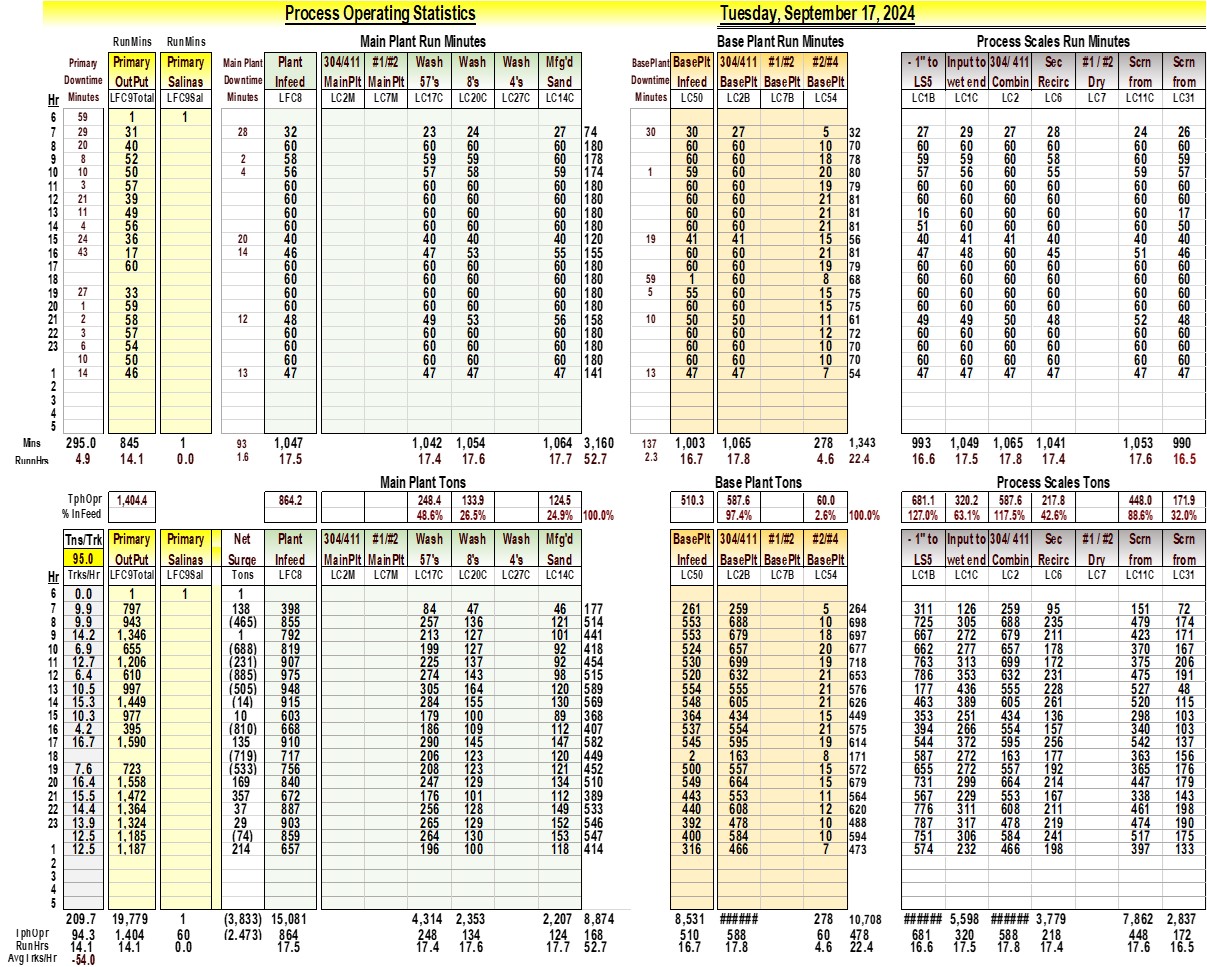 Process Operating Statistics Tuesday, September 17, 2024
RunMins RunMins Main Plant Run Minutes Base Plant Run Minutes Process Scales Run Minutes
Primary Primary Primary Main Plant Plant 304/411 #1/#2 Wash Wash Wash Mfg'd BasePlant BasePlt 304/411 #1/#2 #2/#4 - 1" to Input to 304/ 411 Sec #1 / #2 Scrn Scrn
Downtime OutPut Salinas Downtime Infeed MainPlt MainPlt 57's 8's 4's Sand Downtime Infeed BasePlt BasePlt BasePlt LS5 wet end Combin Recirc Dry from from
Hr Minutes LFC9Total LFC9Sal Minutes LFC8 LC2M LC7M LC17C LC20C LC27C LC14C Minutes LC50 LC2B LC7B LC54 LC1B LC1C LC2 LC6 LC7 LC11C LC31
6 59 1 1
7 29 31 28 32 23 24 27 74 30 30 27 5 32 27 29 27 28 24 26
8 20 40 60 60 60 60 180 60 60 10 70 60 60 60 60 60 60
9 8 52 2 58 59 59 60 178 60 60 18 78 59 59 60 58 60 59
10 10 50 4 56 57 58 59 174 1 59 60 20 80 57 56 60 55 59 57
11 3 57 60 60 60 60 180 60 60 19 79 60 60 60 60 60 60
12 21 39 60 60 60 60 180 60 60 21 81 60 60 60 60 60 60
13 11 49 60 60 60 60 180 60 60 21 81 16 60 60 60 60 17
14 4 56 60 60 60 60 180 60 60 21 81 51 60 60 60 60 50
15 24 36 20 40 40 40 40 120 19 41 41 15 56 40 41 41 40 40 40
16 43 17 14 46 47 53 55 155 60 60 21 81 47 48 60 45 51 46
17 60 60 60 60 60 180 60 60 19 79 60 60 60 60 60 60
18 60 60 60 60 180 59 1 60 8 68 60 60 60 60 60 60
19 27 33 60 60 60 60 180 5 55 60 15 75 60 60 60 60 60 60
20 1 59 60 60 60 60 180 60 60 15 75 60 60 60 60 60 60
21 2 58 12 48 49 53 56 158 10 50 50 11 61 49 49 50 48 52 48
22 3 57 60 60 60 60 180 60 60 12 72 60 60 60 60 60 60
23 6 54 60 60 60 60 180 60 60 10 70 60 60 60 60 60 60
10 50 60 60 60 60 180 60 60 10 70 60 60 60 60 60 60
1 14 46 13 47 47 47 47 141 13 47 47 7 54 47 47 47 47 47 47
2
3
4
5
Mins 295.0 845 1 93 1,047 1,042 1,054 1,064 3,160 137 1,003 1,065 278 1,343 993 1,049 1,065 1,041 1,053 990
RunnHrs 4.9 14.1 0.0 1.6 17.5 17.4 17.6 17.7 52.7 2.3 16.7 17.8 4.6 22.4 16.6 17.5 17.8 17.4 17.6 16.5
Main Plant Tons Base Plant Tons Process Scales Tons
TphOpr 1,404.4 864.2 248.4 133.9 124.5 510.3 587.6 60.0 681.1 320.2 587.6 217.8 448.0 171.9
% InFeed 48.6% 26.5% 24.9% 100.0% 97.4% 2.6% 100.0% 127.0% 63.1% 117.5% 42.6% 88.6% 32.0%
Tns/Trk Primary Primary Net Plant 304/411 #1/#2 Wash Wash Wash Mfg'd BasePlt 304/411 #1/#2 #2/#4 - 1" to Input to 304/ 411 Sec #1 / #2 Scrn Scrn
95.0 OutPut Salinas Surge Infeed MainPlt MainPlt 57's 8's 4's Sand Infeed BasePlt BasePlt BasePlt LS5 wet end Combin Recirc Dry from from
Hr Trks/Hr LFC9Total LFC9Sal Tons LFC8 LC2M LC7M LC17C LC20C LC27C LC14C LC50 LC2B LC7B LC54 LC1B LC1C LC2 LC6 LC7 LC11C LC31
6 0.0 1 1 1
7 9.9 797 138 398 84 47 46 177 261 259 5 264 311 126 259 95 151 72
8 9.9 943 (465) 855 257 136 121 514 553 688 10 698 725 305 688 235 479 174
9 14.2 1,346 1 792 213 127 101 441 553 679 18 697 667 272 679 211 423 171
10 6.9 655 (688) 819 199 127 92 418 524 657 20 677 662 277 657 178 370 167
11 12.7 1,206 (231) 907 225 137 92 454 530 699 19 718 763 313 699 172 375 206
12 6.4 610 (885) 975 274 143 98 515 520 632 21 653 786 353 632 231 475 191
13 10.5 997 (505) 948 305 164 120 589 554 555 21 576 177 436 555 228 527 48
14 15.3 1,449 (14) 915 284 155 130 569 548 605 21 626 463 389 605 261 520 115
15 10.3 977 10 603 179 100 89 368 364 434 15 449 353 251 434 136 298 103
16 4.2 395 (810) 668 186 109 112 407 537 554 21 575 394 266 554 157 340 103
17 16.7 1,590 135 910 290 145 147 582 545 595 19 614 544 372 595 256 542 137
18 (719) 717 206 123 120 449 2 163 8 171 587 272 163 177 363 156
19 7.6 723 (533) 756 208 123 121 452 500 557 15 572 655 272 557 192 365 176
20 16.4 1,558 169 840 247 129 134 510 549 664 15 679 731 299 664 214 447 179
21 15.5 1,472 357 672 176 101 112 389 443 553 11 564 567 229 553 167 338 143
22 14.4 1,364 37 887 256 128 149 533 440 608 12 620 776 311 608 211 461 198
23 13.9 1,324 29 903 265 129 152 546 392 478 10 488 787 317 478 219 474 190
12.5 1,185 (74) 859 264 130 153 547 400 584 10 594 751 306 584 241 517 175
1 12.5 1,187 214 657 196 100 118 414 316 466 7 473 574 232 466 198 397 133
2
3
4
5
209.7 19,779 1 (3,833) 15,081 4,314 2,353 2,207 8,874 8,531 ###### 278 10,708 ###### 5,598 ###### 3,779 7,862 2,837
TphOpr 94.3 1,404 60 (2,473) 864 248 134 124 168 510 588 60 478 681 320 588 218 448 172
RunHrs 14.1 14.1 0.0 17.5 17.4 17.6 17.7 52.7 16.7 17.8 4.6 22.4 16.6 17.5 17.8 17.4 17.6 16.5
AvgTrks/Hr -54.0